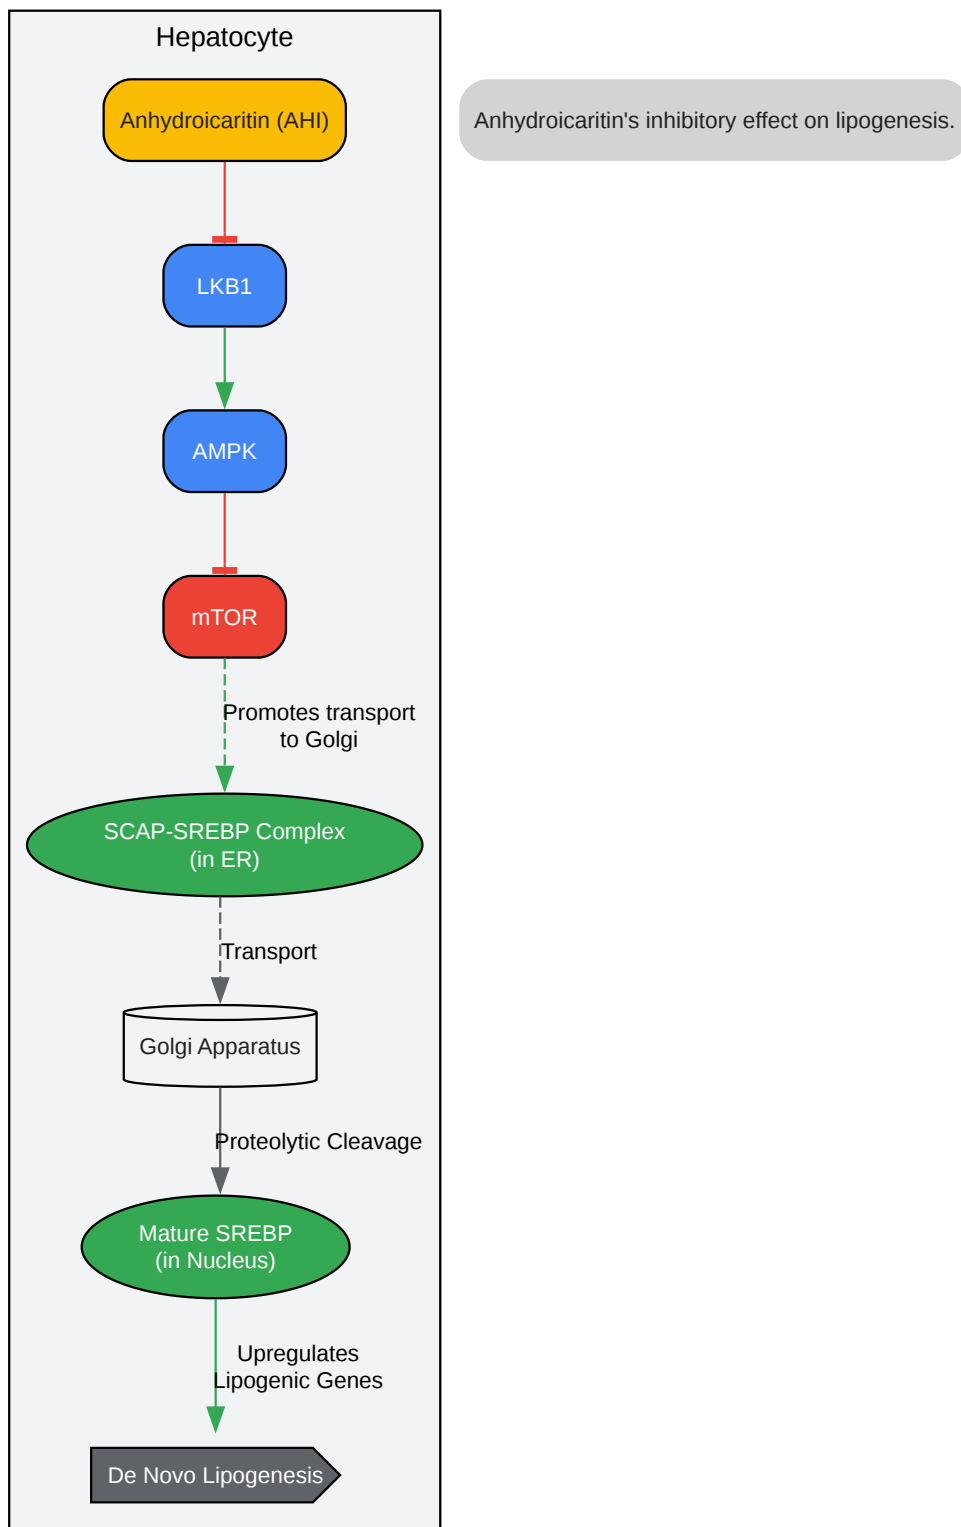 Hepatocyte
Anhydroicaritin (AHI)
Anhydroicaritin's inhibitory effect on lipogenesis.
LKB1
AMPK
mTOR
Promotes transport
to Golgi
SCAP-SREBP Complex
(in ER)
Transport
Golgi Apparatus
Proteolytic Cleavage
Mature SREBP
(in Nucleus)
Upregulates
Lipogenic Genes
De Novo Lipogenesis